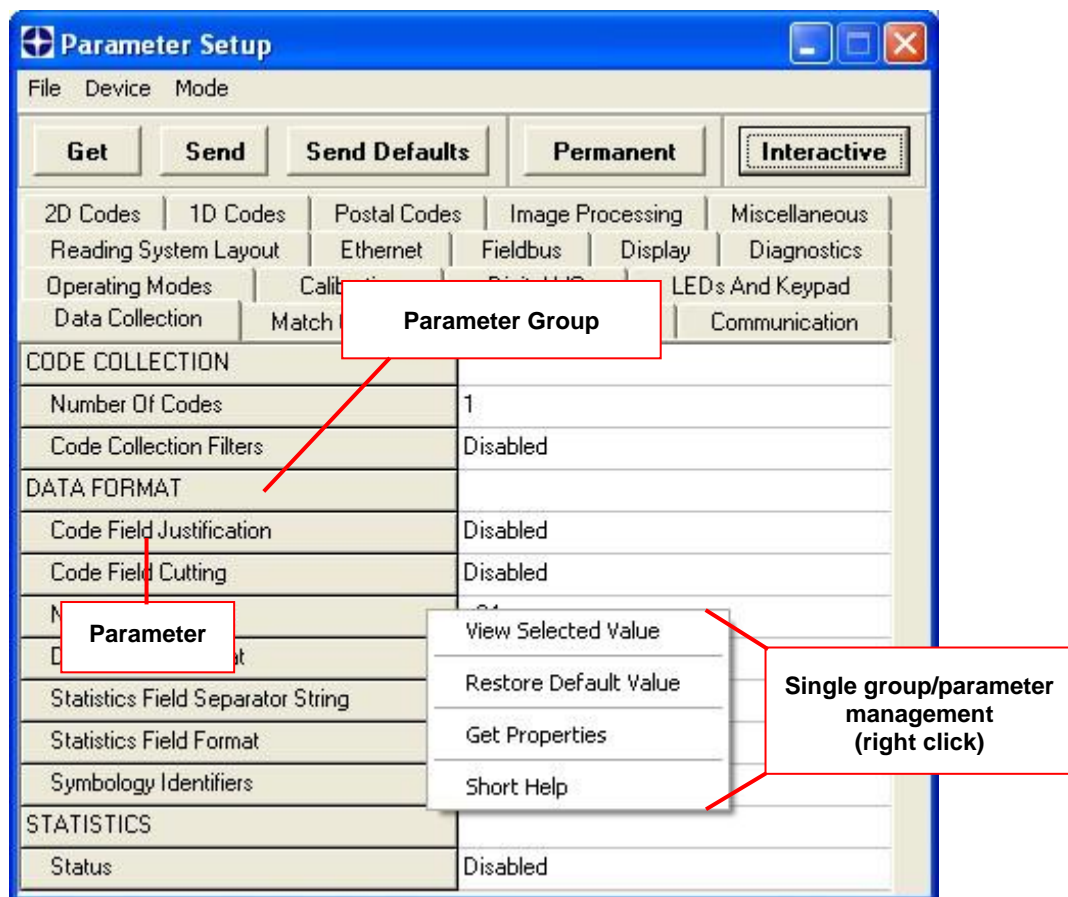 Parameter Setup
File Device Mode
Get Send Send Defaults Permanent Interactive
2D Codes 1D Codes Postal Codes Image Processing Miscellaneous
Reading System Layout Ethernet Fieldbus Display Diagnostics
Operating Modes LEDs And Keypad
Data Collection Match Communication
Parameter Group
CODE COLLECTION
Number Of Codes 1
Code Collection Filters Disabled
DATA FORMAT
Code Field Justification Disabled
Code Field Cutting Disabled
Parameter
View Selected Value
Restore Default Value
Get Properties
Short Help
Single group/parameter
management
(right click)
Statistics Field Separator String
Statistics Field Format
Symbology Identifiers
STATISTICS
Status Disabled